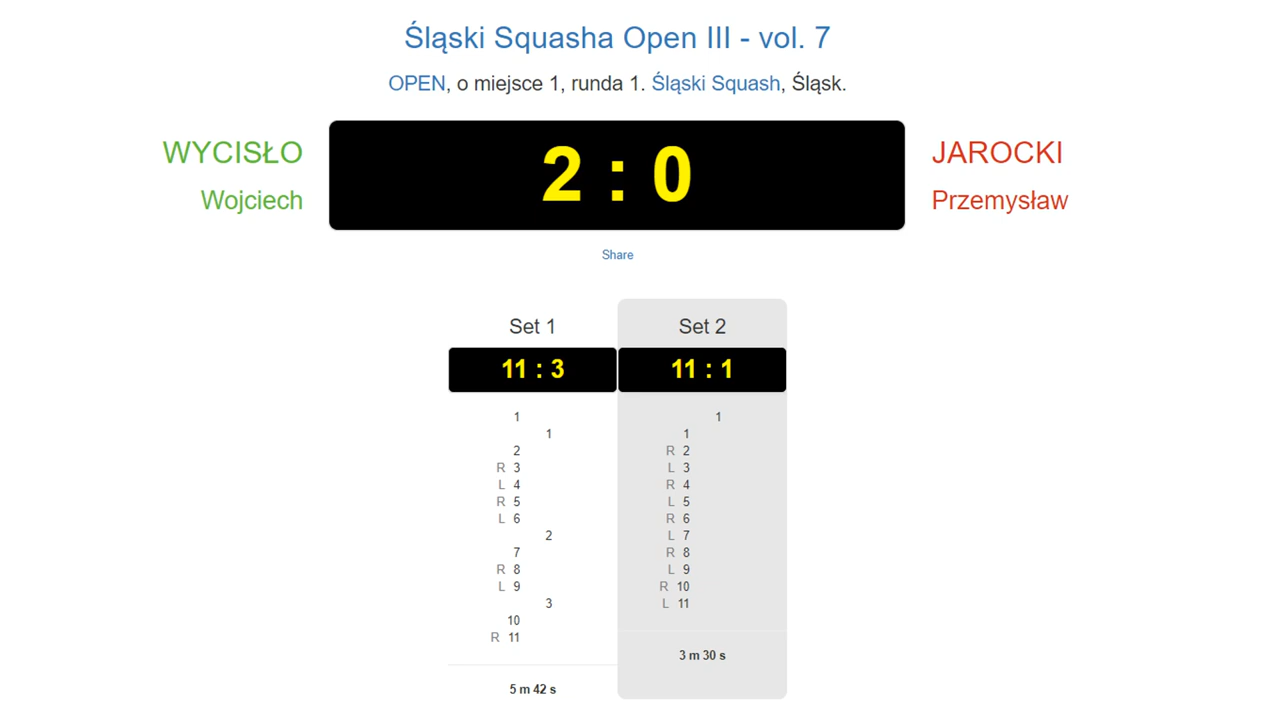 Śląski Squasha Open III - vol. 7
OPEN, o miejsce 1, runda 1. Śląski Squash, Śląsk.
WYCISŁO
Wojciech
2 : 0
JAROCKI
Przemysław
Share
Set 1
11 : 3
1
1
2
R 3
L 4
R 5
L 6
2
7
R 8
L 9
3
10
R 11
5 m 42 s
Set 2
11 : 1
1
1
R 2
L 3
R 4
L 5
R 6
L 7
R 8
L 9
R 10
L 11
3 m 30 s